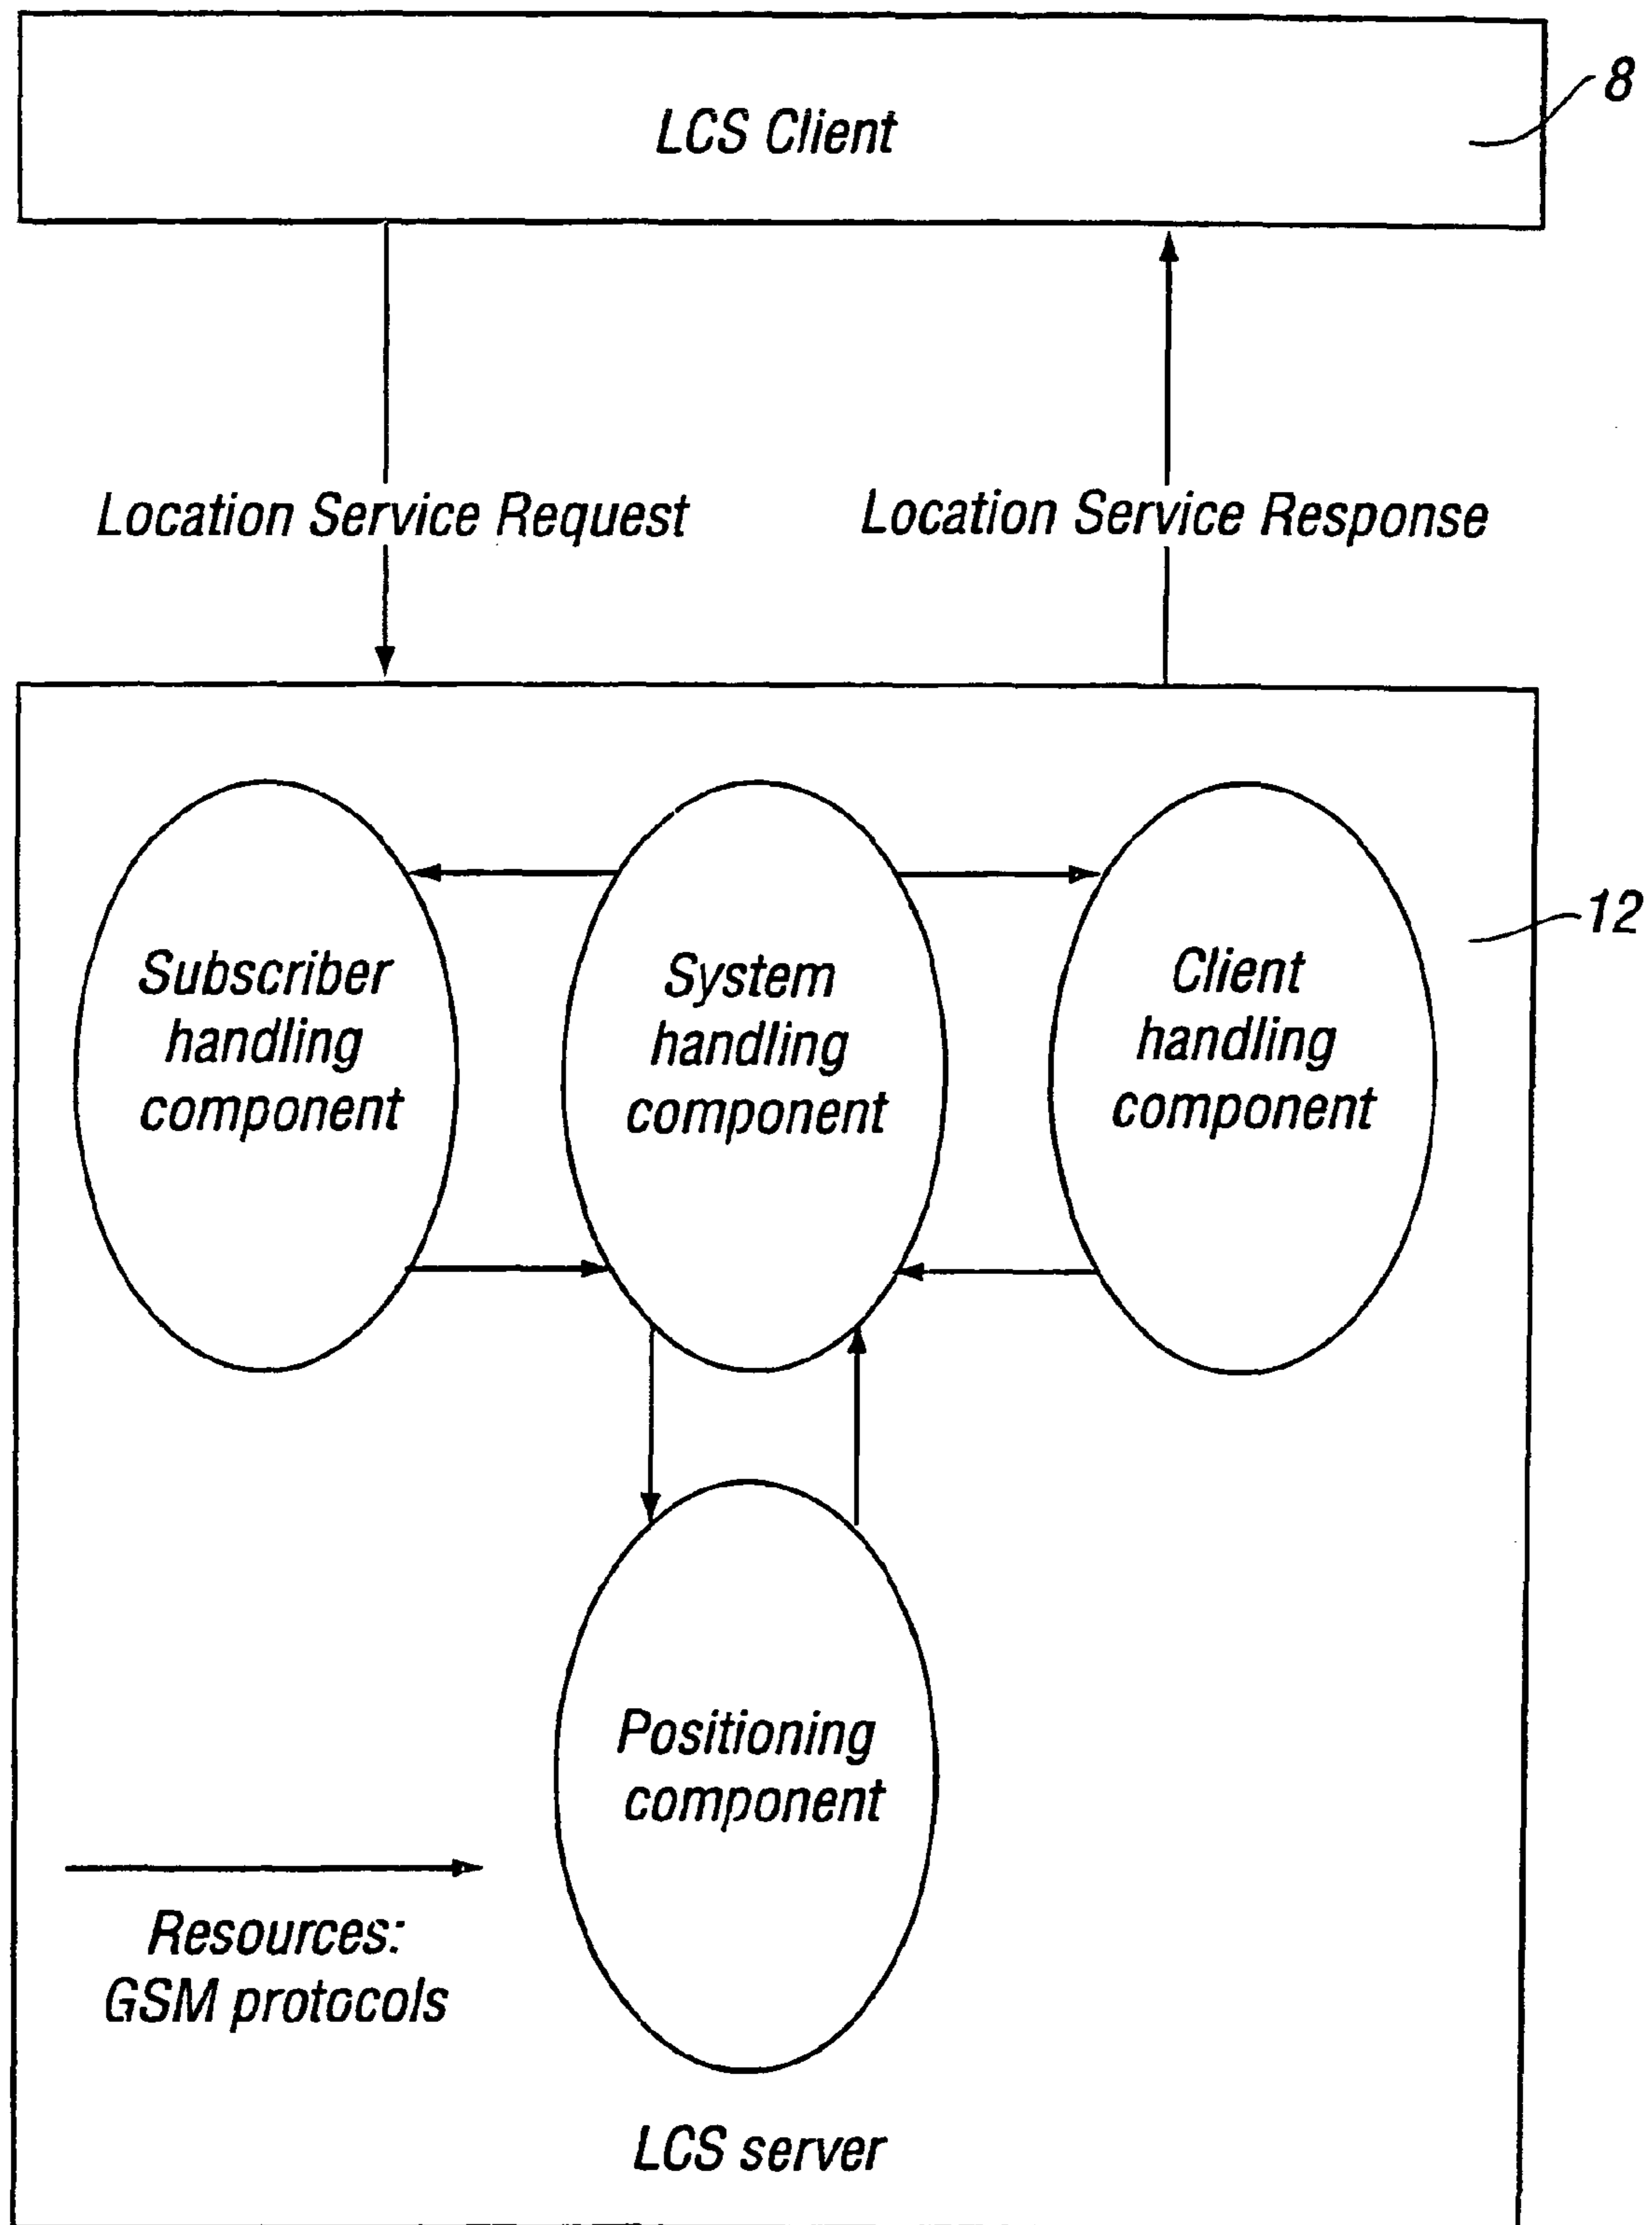 LCS Client
8
Location Service Request
Location Service Response
12
Subscriber
handling
component
System
handling
component
Client
handling
component
Positioning
component
Resources:
GSM protocols
LCS server